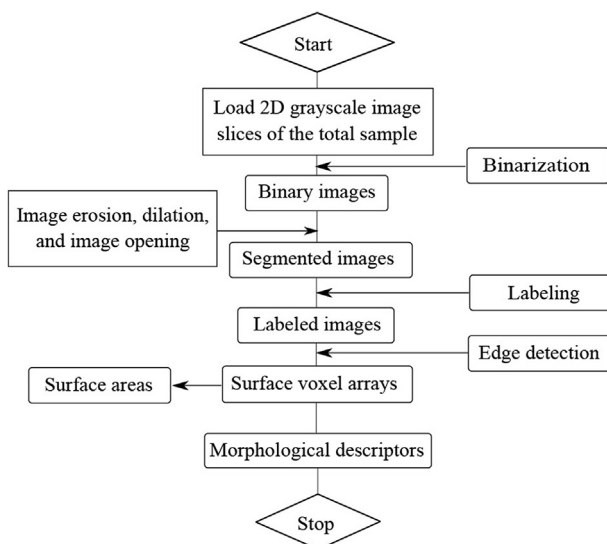 Start
Load 2D grayscale image
slices of the total sample
Binarization
Binary images
Image erosion, dilation,
and image opening
Segmented images
Labeling
Labeled images
Edge detection
Surface areas
Surface voxel arrays
Morphological descriptors
Stop